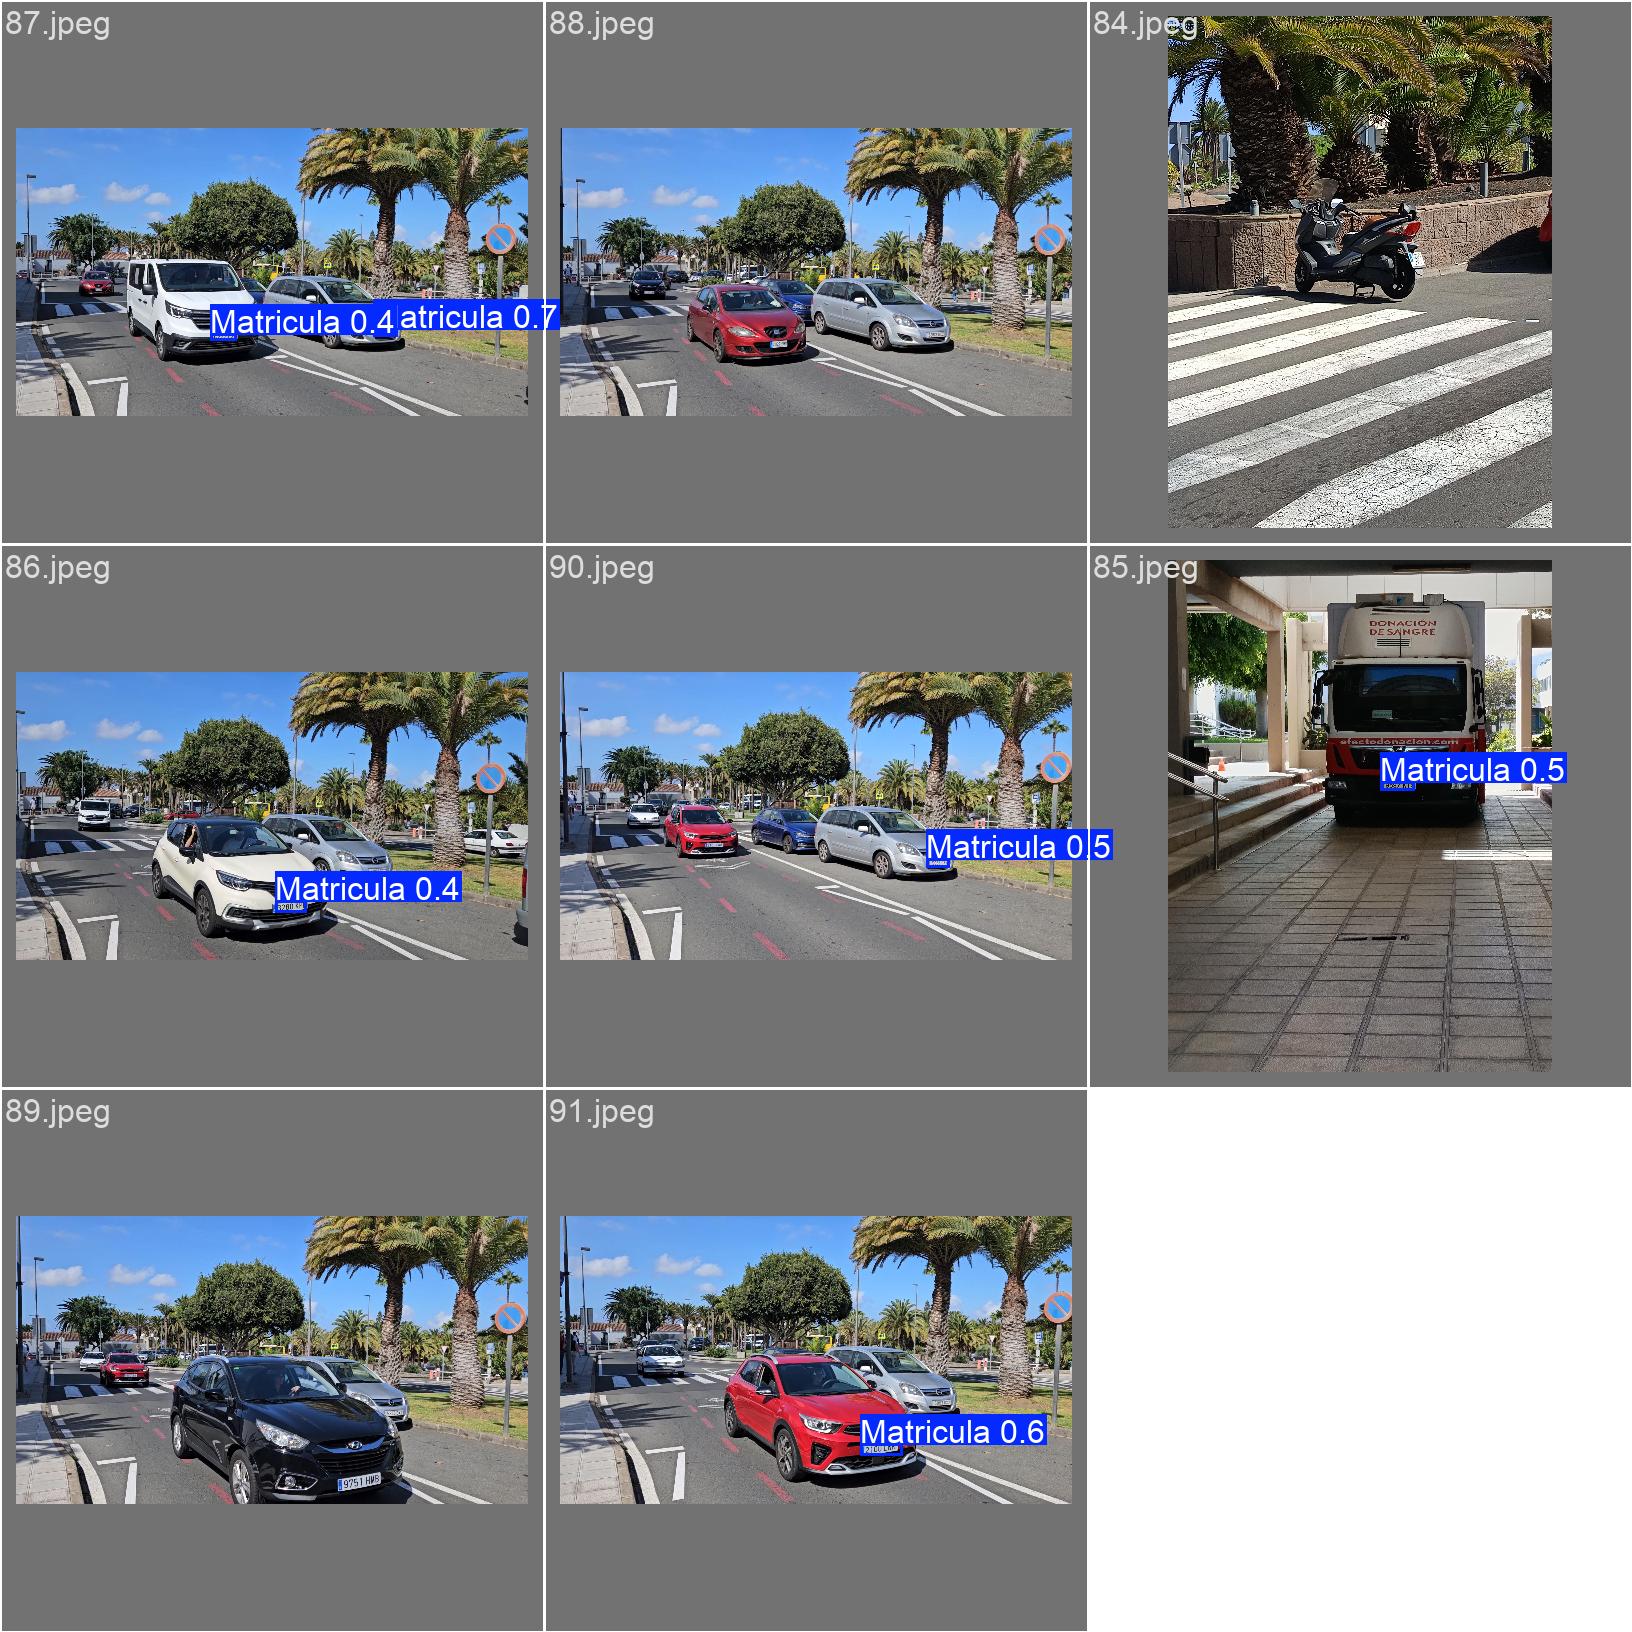 87.jpeg
88.jpeg
84.jpeg
Matricula 0.4
atricula 0.7
86.jpeg
90.jpeg
85.jpeg
DONACIÓN
DE SANGRE
efectodonacion.com
Matricula 0.5
Matricula 0.5
Matricula 0.4
89.jpeg
91.jpeg
Matricula 0.6
9751 HMB